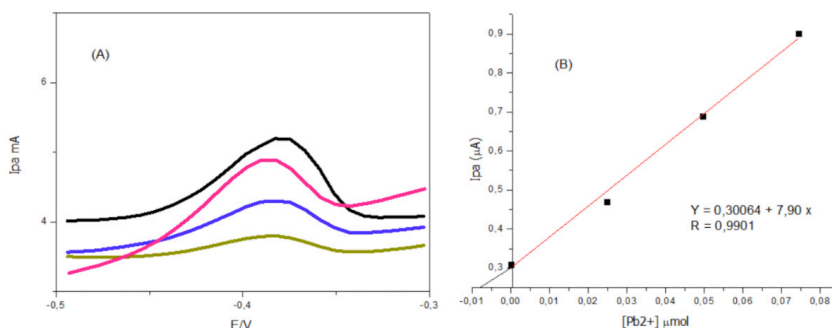 (A)
6
4
Ipa mA
-0,5
-0,4
-0,3
E/V
(B)
0,9
0,8
0,7
0,6
0,5
0,4
0,3
Ipa (μA)
Y = 0,30064 + 7,90 x
R = 0,9901
-0,01 0,00 0,01 0,02 0,03 0,04 0,05 0,06 0,07 0,08
[Pb2+] μmol